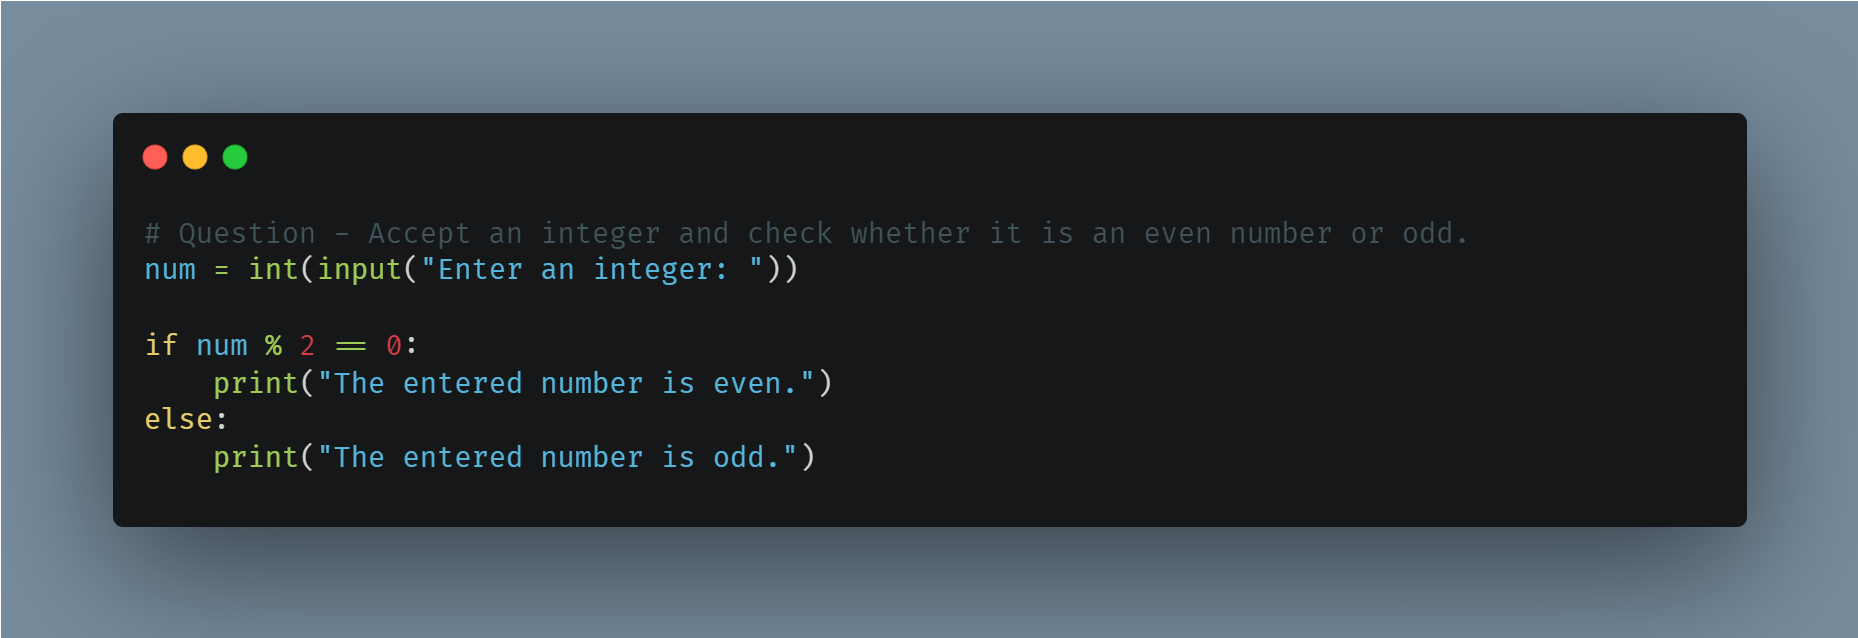 # Question - Accept an integer and check whether it is an even number or odd.
num = int(input("Enter an integer: "))
if num % 2 == 0:
    print("The entered number is even.")
else:
    print("The entered number is odd.")